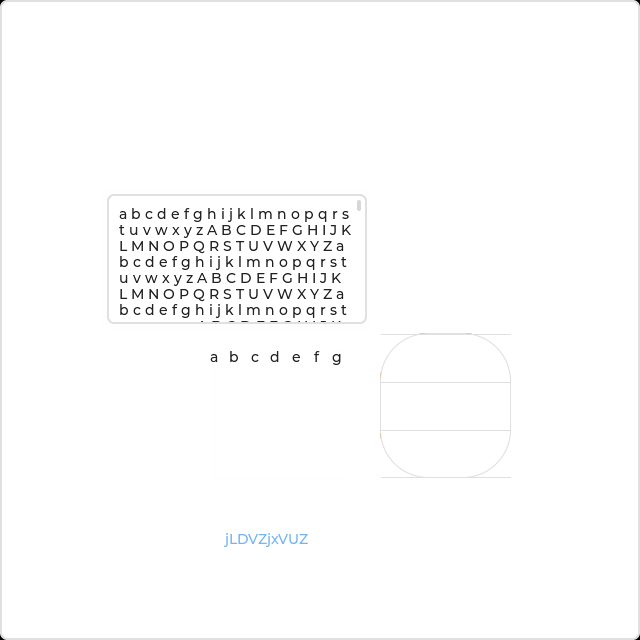 a b c d e f g h i j k l m n o p q r s
t u v w x y z A B C D E F G H I J K
L M N O P Q R S T U V W X Y Z a
b c d e f g h i j k l m n o p q r s t
u v w x y z A B C D E F G H I J K
L M N O P Q R S T U V W X Y Z a
b c d e f g h i j k l m n o p q r s t
a b c d e f g
jLDVZjxVUZ